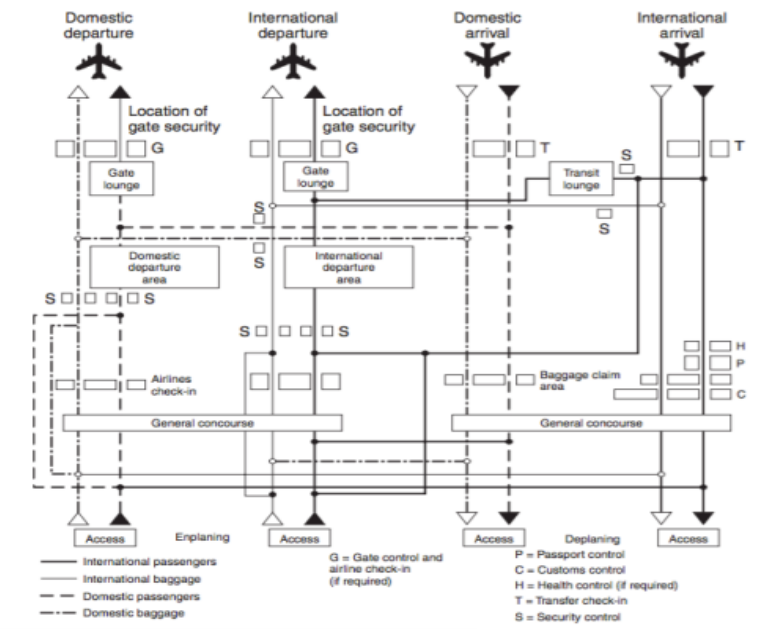 Domestic
departure
International
departure
Domestic
arrival
International
arrival
Location of
gate security
Location of
gate security
G
G
T
T
Gate
lounge
Gate
lounge
S
Transit
lounge
S
S
S
Domestic
departure
area
International
departure
area
S
S
S
S
H
P
Airlines
check-in
Baggage claim
area
C
General concourse
General concourse
Access
Enplaning
Access
Access
Deplaning
Access
International passengers
International baggage
Domestic passengers
Domestic baggage
G = Gate control and
airline check-in
(if required)
P = Passport control
C = Customs control
H = Health control (if required)
T = Transfer check-in
S = Security control